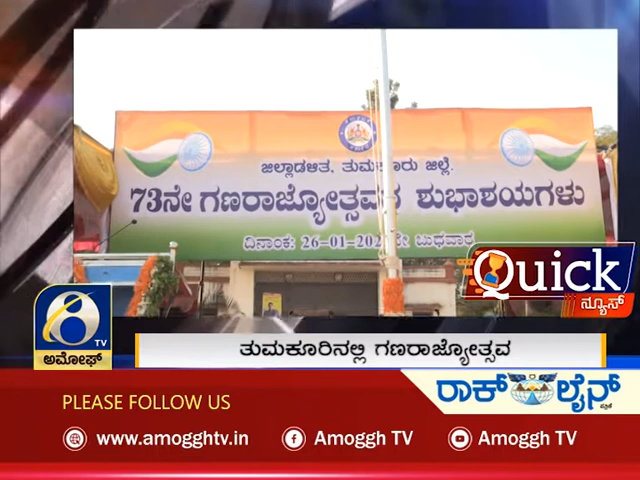 ಜಿಲ್ಲಾಡಳಿತ, ತುಮಕೂರು ಜಿಲ್ಲೆ.
73ನೇ ಗಣರಾಜ್ಯೋತ್ಸವದ ಶುಭಾಶಯಗಳು
ದಿನಾಂಕ: 26-01- ಬುಧವಾರ
Quick
ನ್ಯೂಸ್
TV
ಅಮೋಘ್
ತುಮಕೂರಿನಲ್ಲಿ ಗಣರಾಜ್ಯೋತ್ಸವ
PLEASE FOLLOW US
ರಾಕ್ ಲೈನ್
www.amogghtv.in
Amoggh TV
Amoggh TV